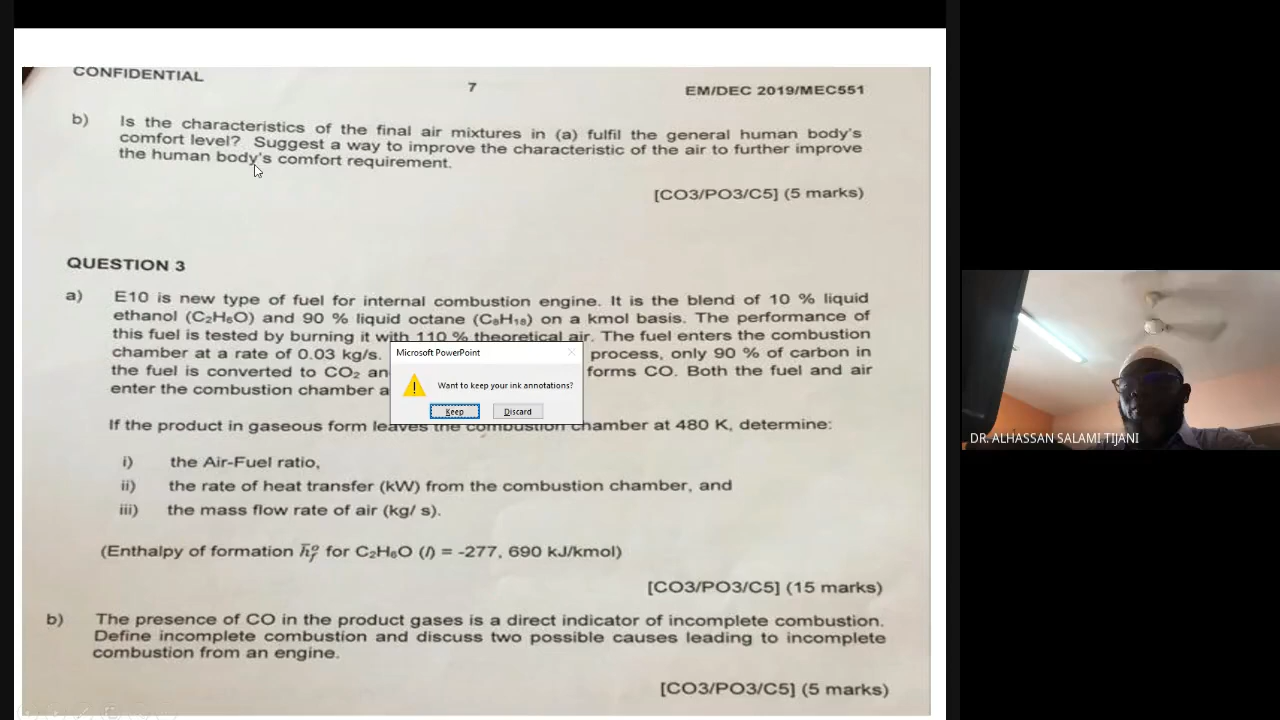 CONFIDENTIAL
7
EM/DEC 2019/MEC551
b) Is the characteristics of the final air mixtures in (a) fulfil the general human body's
comfort level? Suggest a way to improve the characteristic of the air to further improve
the human body's comfort requirement.
[CO3/PO3/C5] (5 marks)
QUESTION 3
a) E10 is new type of fuel for internal combustion engine. It is the blend of 10 % liquid
ethanol (C₂H₆O) and 90 % liquid octane (C₈H₁₈) on a kmol basis. The performance of
this fuel is tested by burning it with 110 % theoretical air. The fuel enters the combustion
chamber at a rate of 0.03 kg/s. process, only 90 % of carbon in
the fuel is converted to CO₂ an forms CO. Both the fuel and air
enter the combustion chamber a
Microsoft PowerPoint
Want to keep your ink annotations?
Keep Discard
If the product in gaseous form leaves the combustion chamber at 480 K, determine:
i) the Air-Fuel ratio,
ii) the rate of heat transfer (kW) from the combustion chamber, and
iii) the mass flow rate of air (kg/ s).
(Enthalpy of formation h̄f° for C₂H₆O (l) = -277, 690 kJ/kmol)
[CO3/PO3/C5] (15 marks)
b) The presence of CO in the product gases is a direct indicator of incomplete combustion.
Define incomplete combustion and discuss two possible causes leading to incomplete
combustion from an engine.
[CO3/PO3/C5] (5 marks)
DR. ALHASSAN SALAMI TIJANI